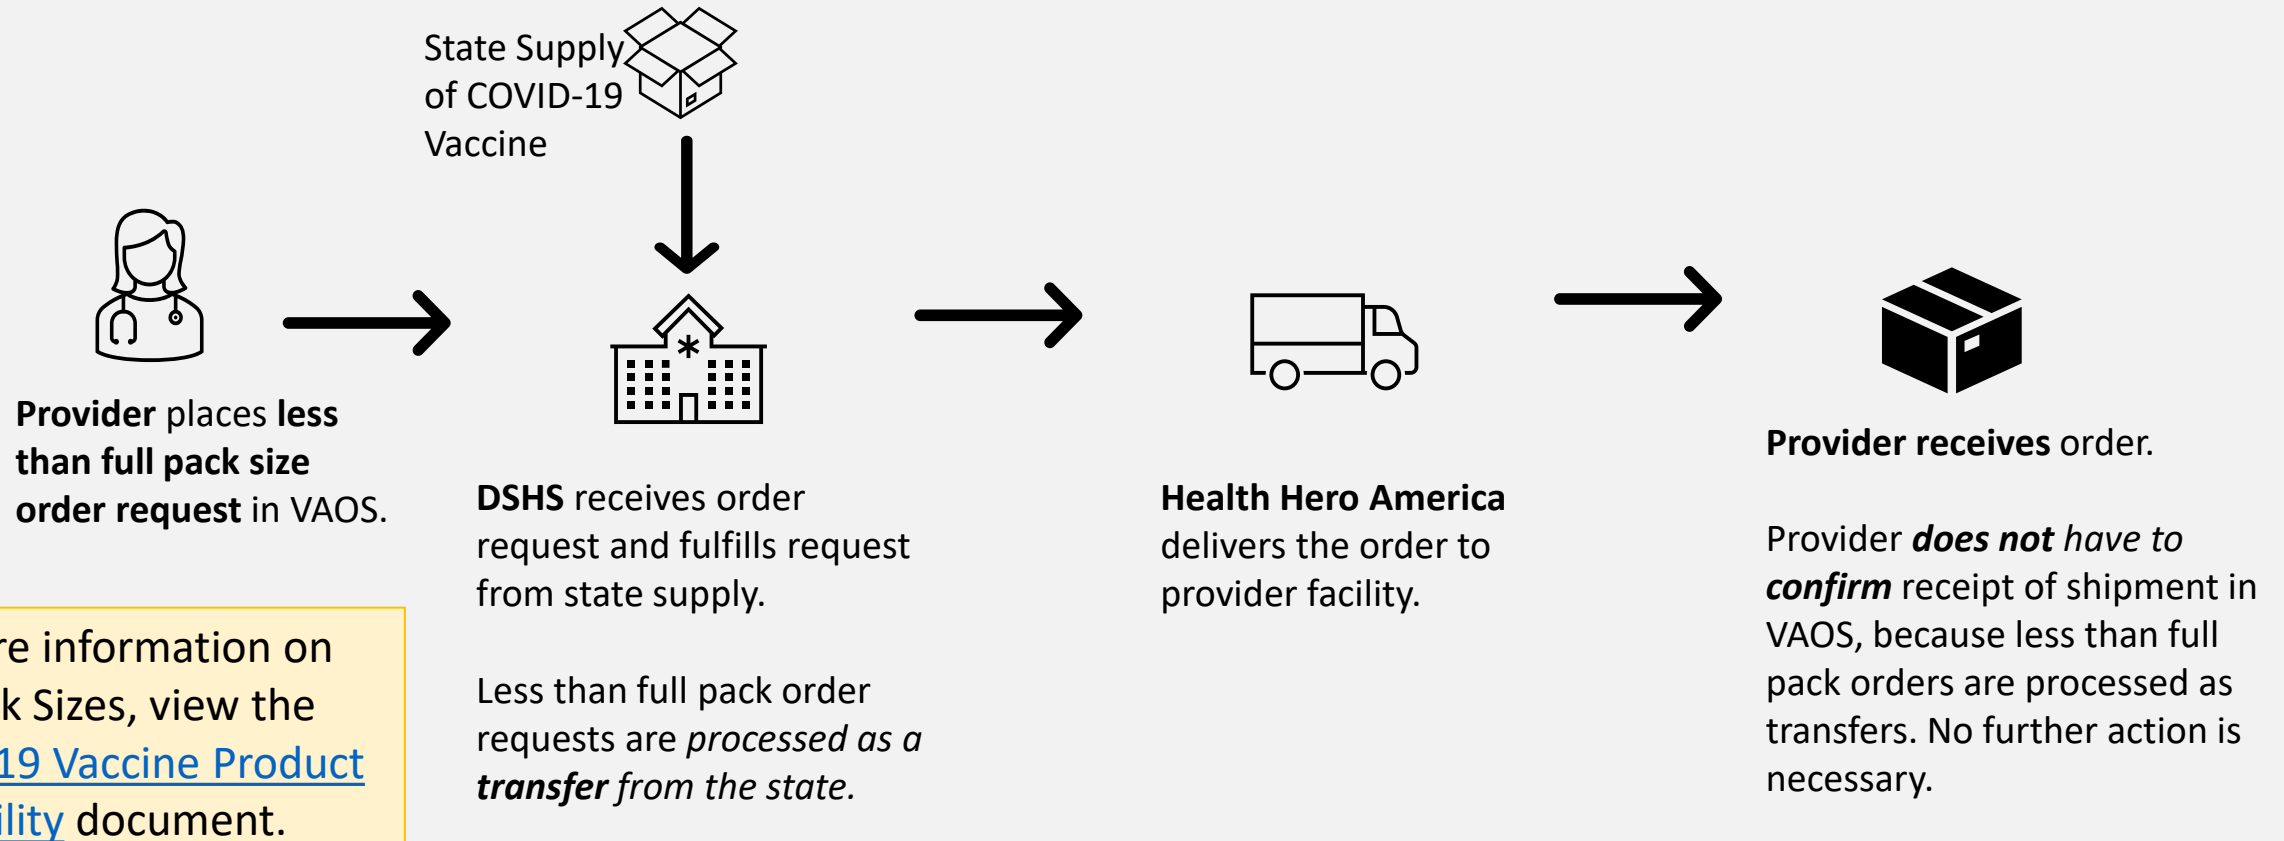 State Supply
of COVID-19
Vaccine
Provider places less
than full pack size
order request in VAOS.
DSHS receives order
request and fulfills request
from state supply.
Less than full pack order
requests are processed as a
transfer from the state.
Health Hero America
delivers the order to
provider facility.
Provider receives order.
Provider does not have to
confirm receipt of shipment in
VAOS, because less than full
pack orders are processed as
transfers. No further action is
necessary.
information on
Sizes, view the
19 Vaccine Product
document.